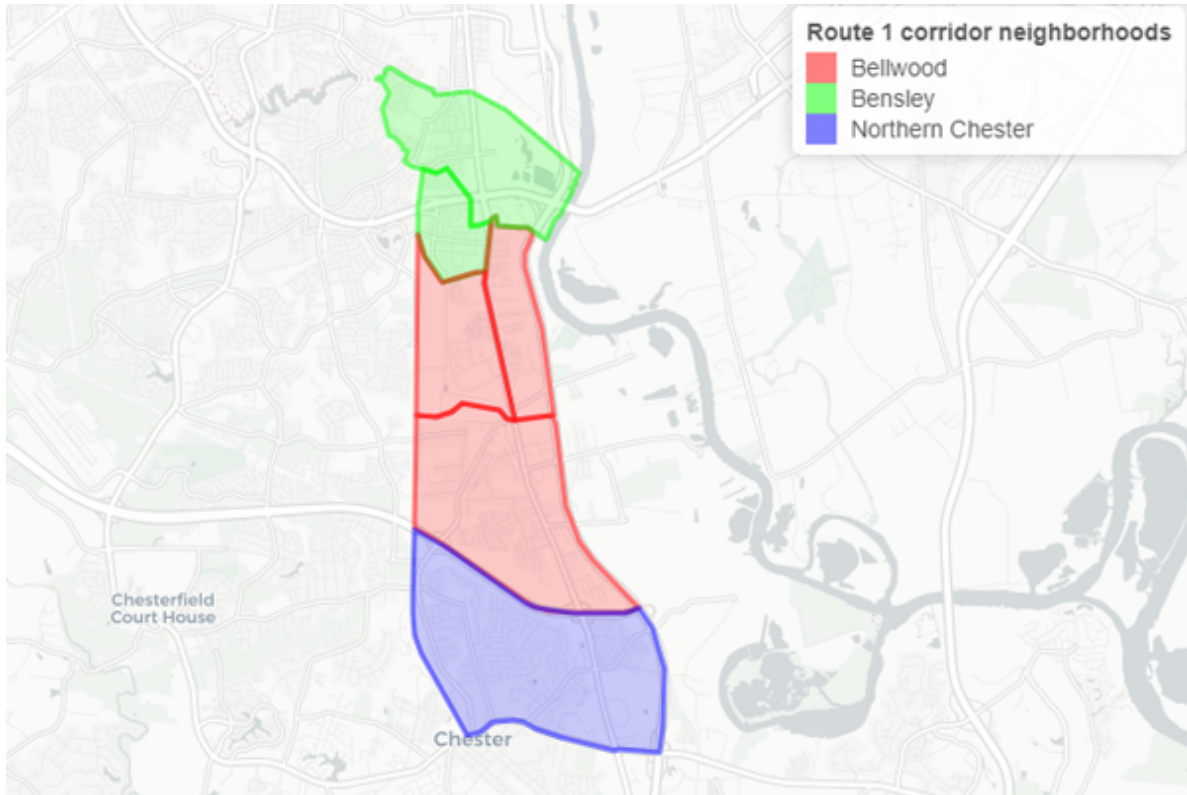 Route 1 corridor neighborhoods
Bellwood
Bensley
Northern Chester
Chesterfield
Court House
Chester